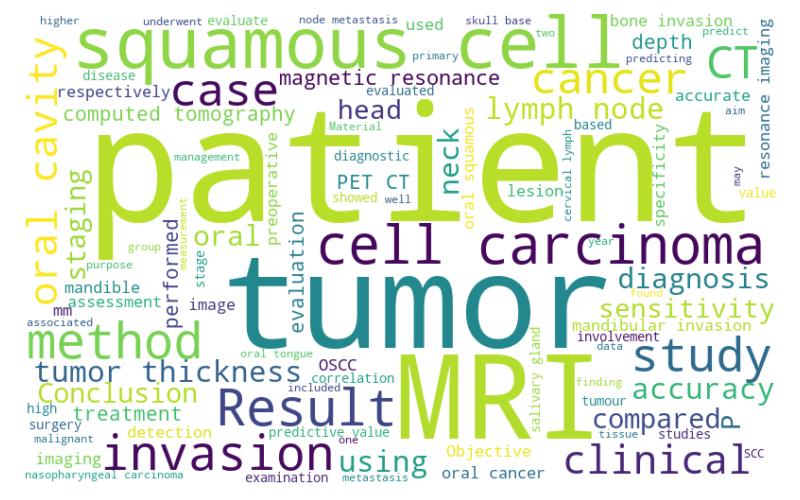 higher
underwent
evaluate
node metastasis
used
skull base
two
bone invasion
predict
squamous cell
disease
primary
depth
predicting
CT
resonance imaging
oral cavity
respectively
case
magnetic resonance
evaluated
cancer
accurate
aim
computed tomography
head
Material
lymph node
based
patient
management
diagnostic
neck
oral squamous
cervical lymph
specificity
may
staging
preoperative
PET CT
lesion
value
showed
well
performed
oral
cell carcinoma
group
measurement
year
stage
evaluation
tumor
diagnosis
purpose
mandible
assessment
image
sensitivity
found
mm
mandibular invasion
associated
method
involvement
data
study
oral tongue
salivary gland
finding
tumor thickness
OSCC
correlation
MRI
accuracy
Conclusion
included
tumour
high
treatment
Result
compared
P
surgery
predictive value
tissue
malignant
detection
one
Objective
studies
invasion
using
clinical
SCC
imaging
examination
metastasis
oral cancer
nasopharyngeal carcinoma